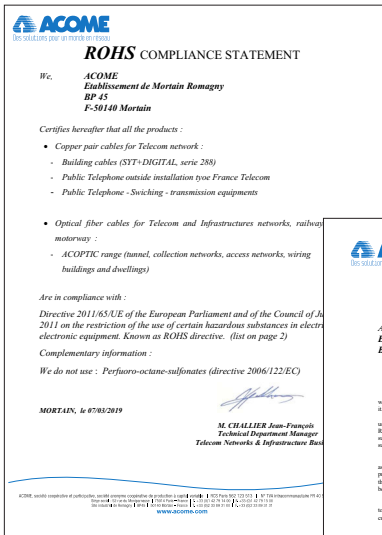 ACOME
Des solutions pour un monde en réseau
ROHS COMPLIANCE STATEMENT
We, ACOME
Etablissement de Mortain Romagny
BP 45
F-50140 Mortain
Certifies hereafter that all the products :
• Copper pair cables for Telecom network :
- Building cables (SYT+DIGITAL, serie 288)
- Public Telephone outside installation tyoe France Telecom
- Public Telephone - Swiching - transmission equipments
• Optical fiber cables for Telecom and Infrastructures networks, railway
motorway :
- ACOPTIC range (tunnel, collection networks, access networks, wiring
buildings and dwellings)
Are in compliance with :
Directive 2011/65/UE of the European Parliament and of the Council of Ju
2011 on the restriction of the use of certain hazardous substances in electri
electronic equipment. Known as ROHS directive. (list on page 2)
Complementary information :
We do not use : Perfuoro-octane-sulfonates (directive 2006/122/EC)
MORTAIN, le 07/03/2019
M. CHALLIER Jean-François
Technical Department Manager
Telecom Networks & Infrastructure Busi
www.acome.com
Des solution